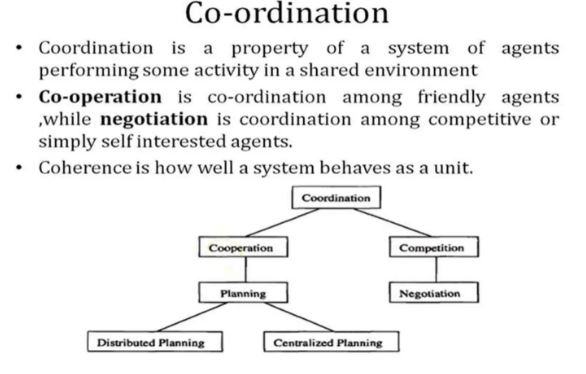 Co-ordination
• Coordination is a property of a system of agents
performing some activity in a shared environment
• Co-operation is co-ordination among friendly agents
,while negotiation is coordination among competitive or
simply self interested agents.
• Coherence is how well a system behaves as a unit.
Coordination
Cooperation
Competition
Planning
Negotiation
Distributed Planning
Centralized Planning